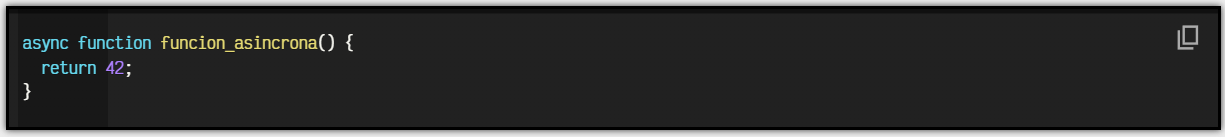 async function funcion_asincrona() {
  return 42;
}